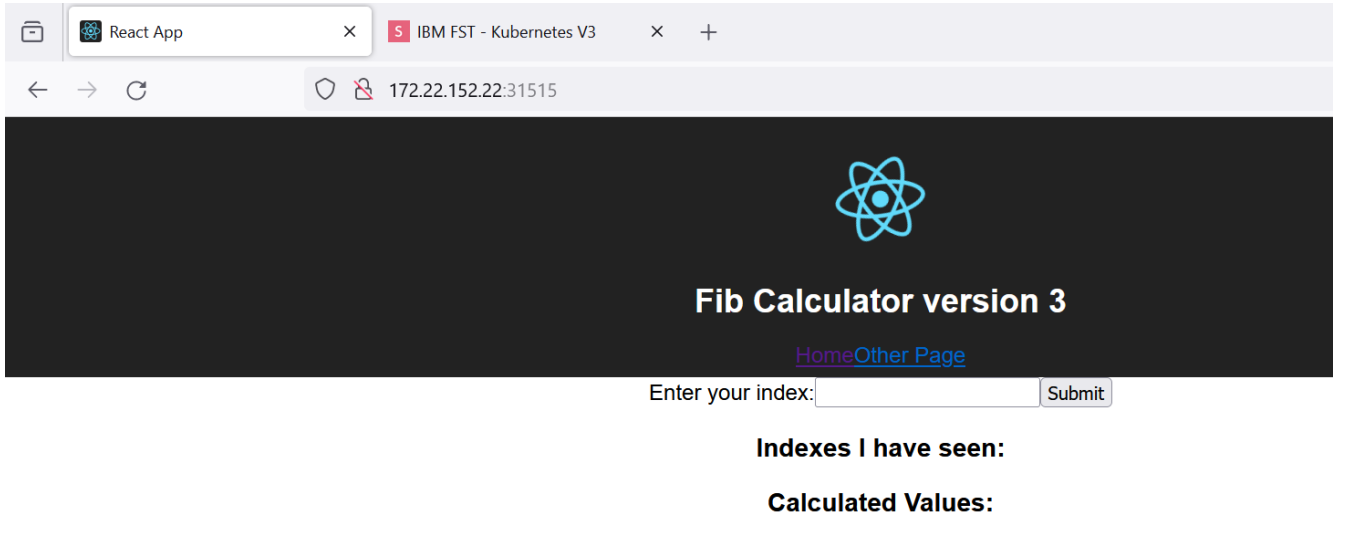 React App
S IBM FST - Kubernetes V3
172.22.152.22:31515
Fib Calculator version 3
HomeOther Page
Enter your index: Submit
Indexes I have seen:
Calculated Values: